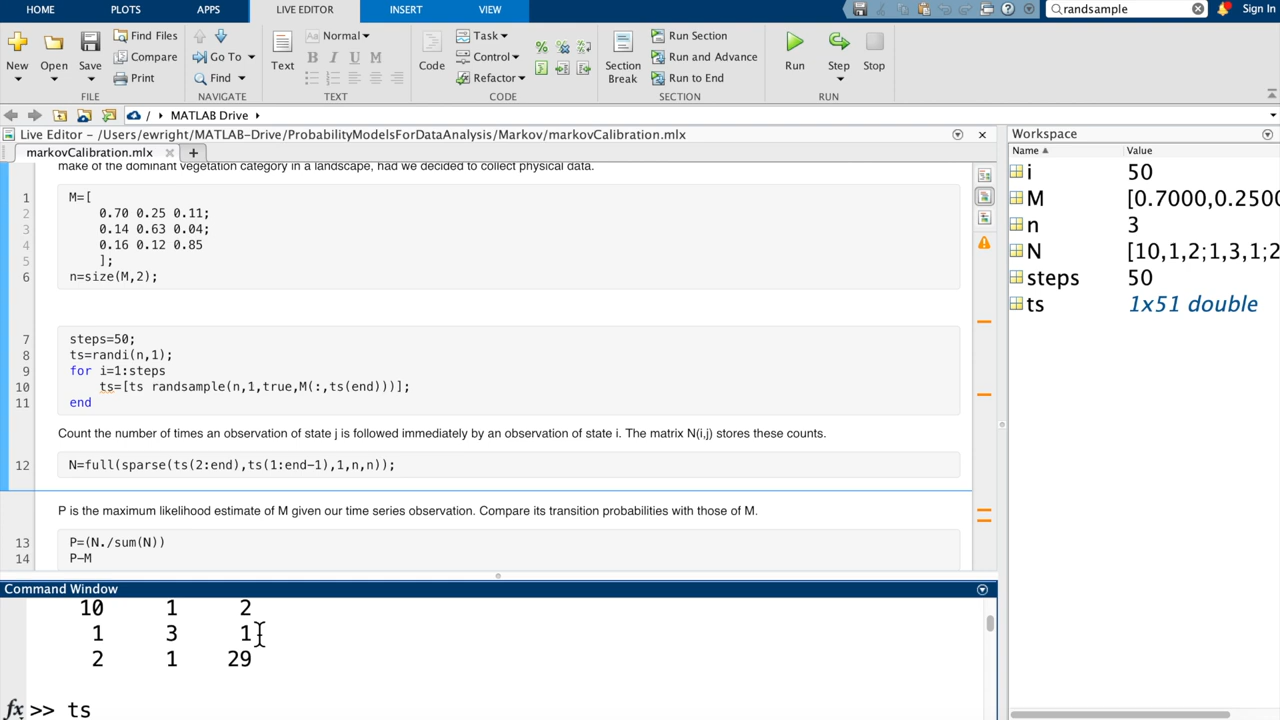 HOME PLOTS APPS LIVE EDITOR INSERT VIEW randsample Sign In
New Open Save Find Files Compare Print Go To Find Text Normal B I U M Code Task Control Refactor Section Break Run Section Run and Advance Run to End Run Step Stop
FILE NAVIGATE TEXT CODE SECTION RUN
/ MATLAB Drive
Live Editor - /Users/ewright/MATLAB-Drive/ProbabilityModelsForDataAnalysis/Markov/markovCalibration.mlx
markovCalibration.mlx × +
make of the dominant vegetation category in a landscape, had we decided to collect physical data.
1 M=[
2 0.70 0.25 0.11;
3 0.14 0.63 0.04;
4 0.16 0.12 0.85
5 ];
6 n=size(M,2);
7 steps=50;
8 ts=randi(n,1);
9 for i=1:steps
10 ts=[ts randsample(n,1,true,M(:,ts(end)))];
11 end
Count the number of times an observation of state j is followed immediately by an observation of state i. The matrix N(i,j) stores these counts.
12 N=full(sparse(ts(2:end),ts(1:end-1),1,n,n));
P is the maximum likelihood estimate of M given our time series observation. Compare its transition probabilities with those of M.
13 P=(N./sum(N))
14 P-M
Command Window
10 1 2
1 3 1
2 1 29
fx >> ts
Workspace
Name Value
i 50
M [0.7000,0.2500
n 3
N [10,1,2;1,3,1;2
steps 50
ts 1x51 double